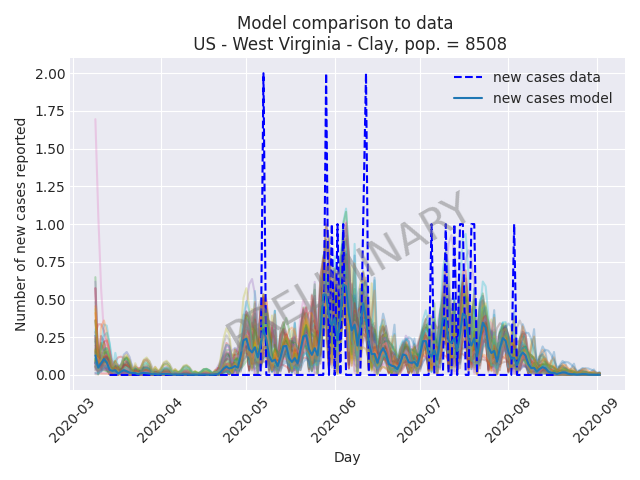 Model comparison to data
US - West Virginia - Clay, pop. = 8508
new cases data
new cases model
2.00
1.75
1.50
1.25
1.00
0.75
0.50
0.25
0.00
Number of new cases reported
PRELIMINARY
2020-03
2020-04
2020-05
2020-06
2020-07
2020-08
2020-09
Day